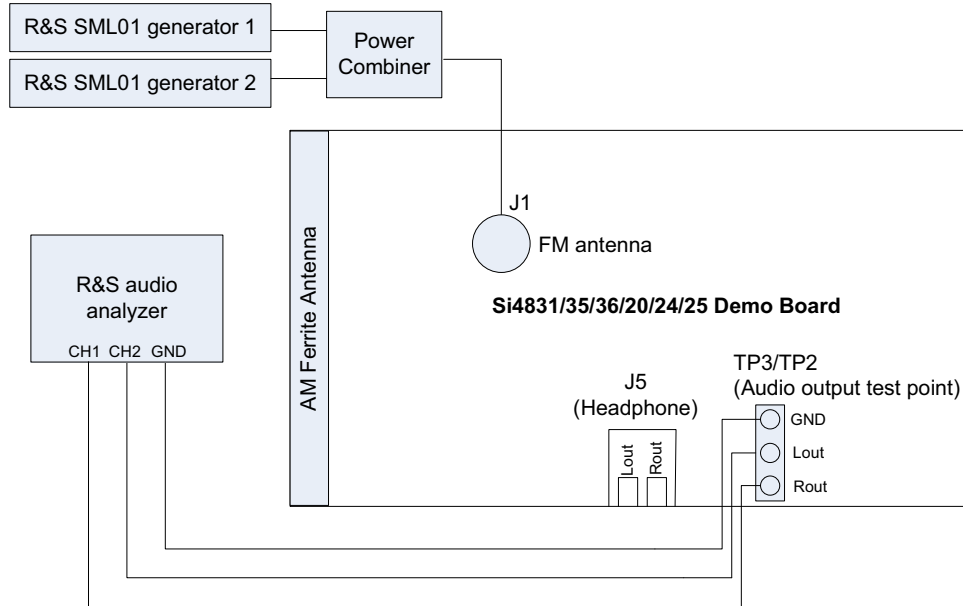 R&S SML01 generator 1
R&S SML01 generator 2
Power
Combiner
J1
FM antenna
AM Ferrite Antenna
R&S audio
analyzer
CH1 CH2 GND
Si4831/35/36/20/24/25 Demo Board
J5
(Headphone)
Lout
Rout
TP3/TP2
(Audio output test point)
GND
Lout
Rout